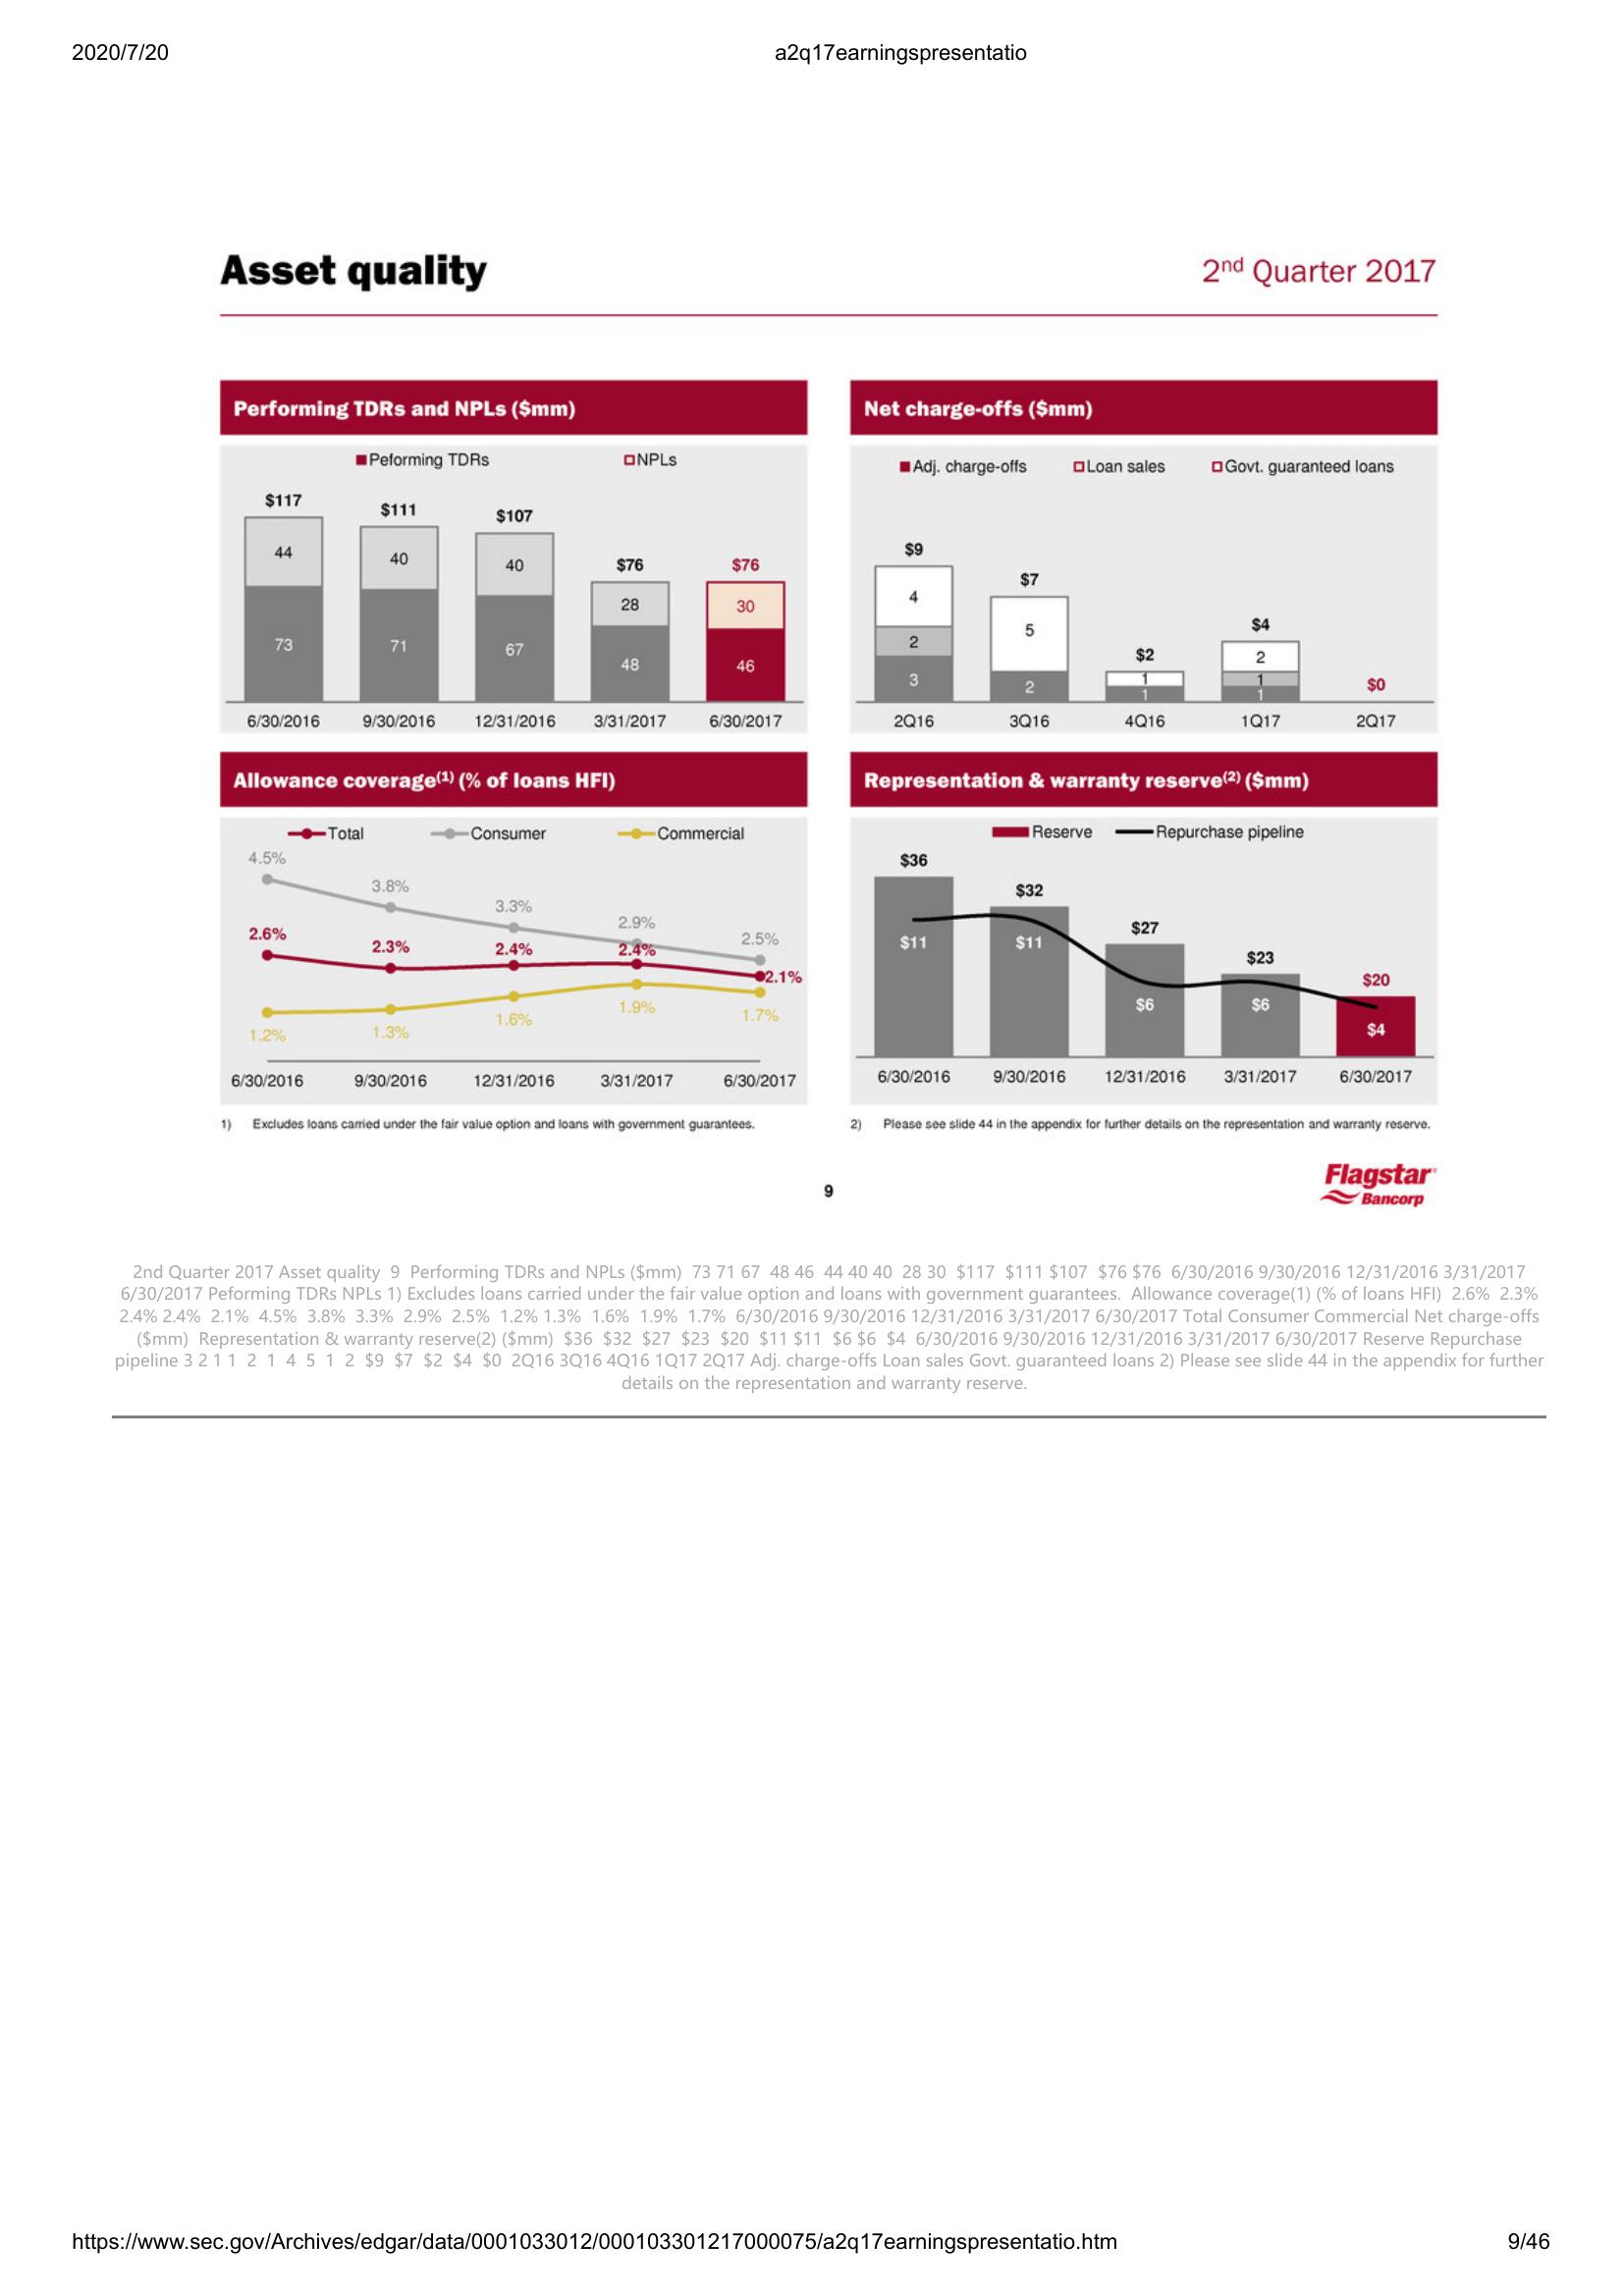 2020/7/20
a2q17earningspresentatio
Asset quality
2nd Quarter 2017
Performing TDRs and NPLs ($mm)
Peforming TDRs NPLs
$117 $111 $107 $76 $76
44 40 40 28 30
73 71 67 48 46
6/30/2016 9/30/2016 12/31/2016 3/31/2017 6/30/2017
Net charge-offs ($mm)
Adj. charge-offs Loan sales Govt. guaranteed loans
$9 $7 $2 $4 $0
4 5 1 2
2 1
3 2 1 1
2Q16 3Q16 4Q16 1Q17 2Q17
Allowance coverage(1) (% of loans HFI)
Total Consumer Commercial
4.5% 3.8% 3.3% 2.9% 2.5%
2.6% 2.3% 2.4% 2.4% 2.1%
1.2% 1.3% 1.6% 1.9% 1.7%
6/30/2016 9/30/2016 12/31/2016 3/31/2017 6/30/2017
1) Excludes loans carried under the fair value option and loans with government guarantees.
Representation & warranty reserve(2) ($mm)
Reserve Repurchase pipeline
$36 $32 $27 $23 $20
$11 $11 $6 $6 $4
6/30/2016 9/30/2016 12/31/2016 3/31/2017 6/30/2017
2) Please see slide 44 in the appendix for further details on the representation and warranty reserve.
9
Flagstar
Bancorp
2nd Quarter 2017 Asset quality 9 Performing TDRs and NPLs ($mm) 73 71 67 48 46 44 40 40 28 30 $117 $111 $107 $76 $76 6/30/2016 9/30/2016 12/31/2016 3/31/2017
6/30/2017 Peforming TDRs NPLs 1) Excludes loans carried under the fair value option and loans with government guarantees. Allowance coverage(1) (% of loans HFI) 2.6% 2.3%
2.4% 2.4% 2.1% 4.5% 3.8% 3.3% 2.9% 2.5% 1.2% 1.3% 1.6% 1.9% 1.7% 6/30/2016 9/30/2016 12/31/2016 3/31/2017 6/30/2017 Total Consumer Commercial Net charge-offs
($mm) Representation & warranty reserve(2) ($mm) $36 $32 $27 $23 $20 $11 $11 $6 $6 $4 6/30/2016 9/30/2016 12/31/2016 3/31/2017 6/30/2017 Reserve Repurchase
pipeline 3 2 1 1 2 1 4 5 1 2 $9 $7 $2 $4 $0 2Q16 3Q16 4Q16 1Q17 2Q17 Adj. charge-offs Loan sales Govt. guaranteed loans 2) Please see slide 44 in the appendix for further
details on the representation and warranty reserve.
https://www.sec.gov/Archives/edgar/data/0001033012/000103301217000075/a2q17earningspresentatio.htm
9/46